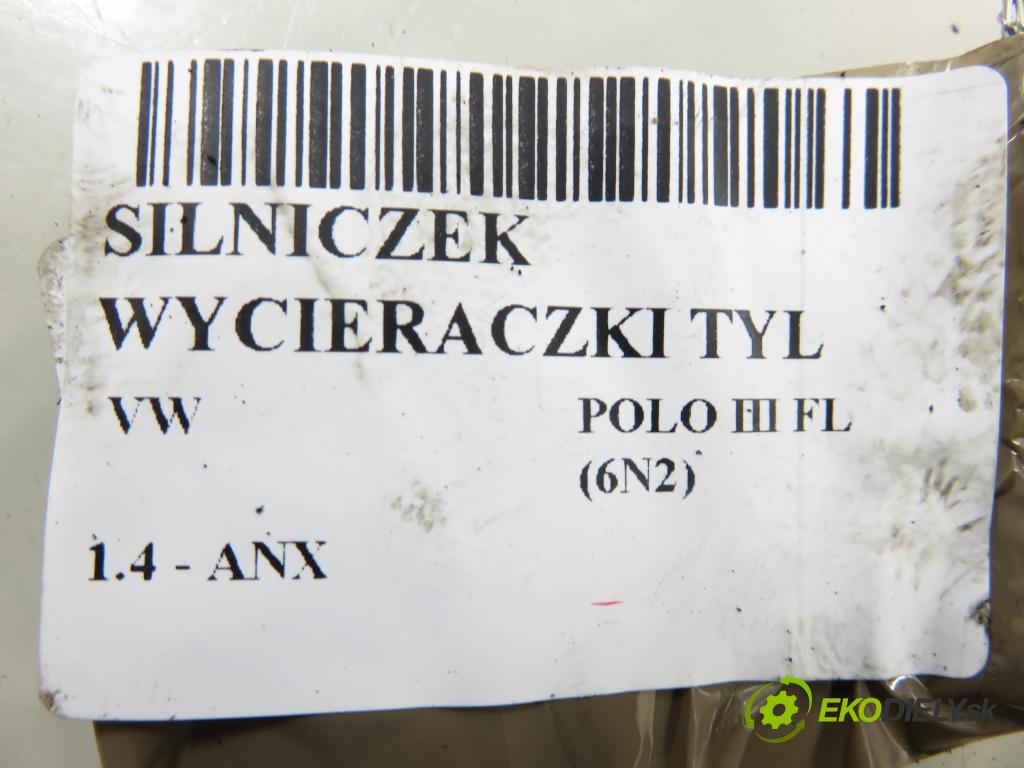 SILNICZEK
WYCIERACZKI TYL
VW
POLO III FL
(6N2)
1.4 - ANX
EKODIELY.sk